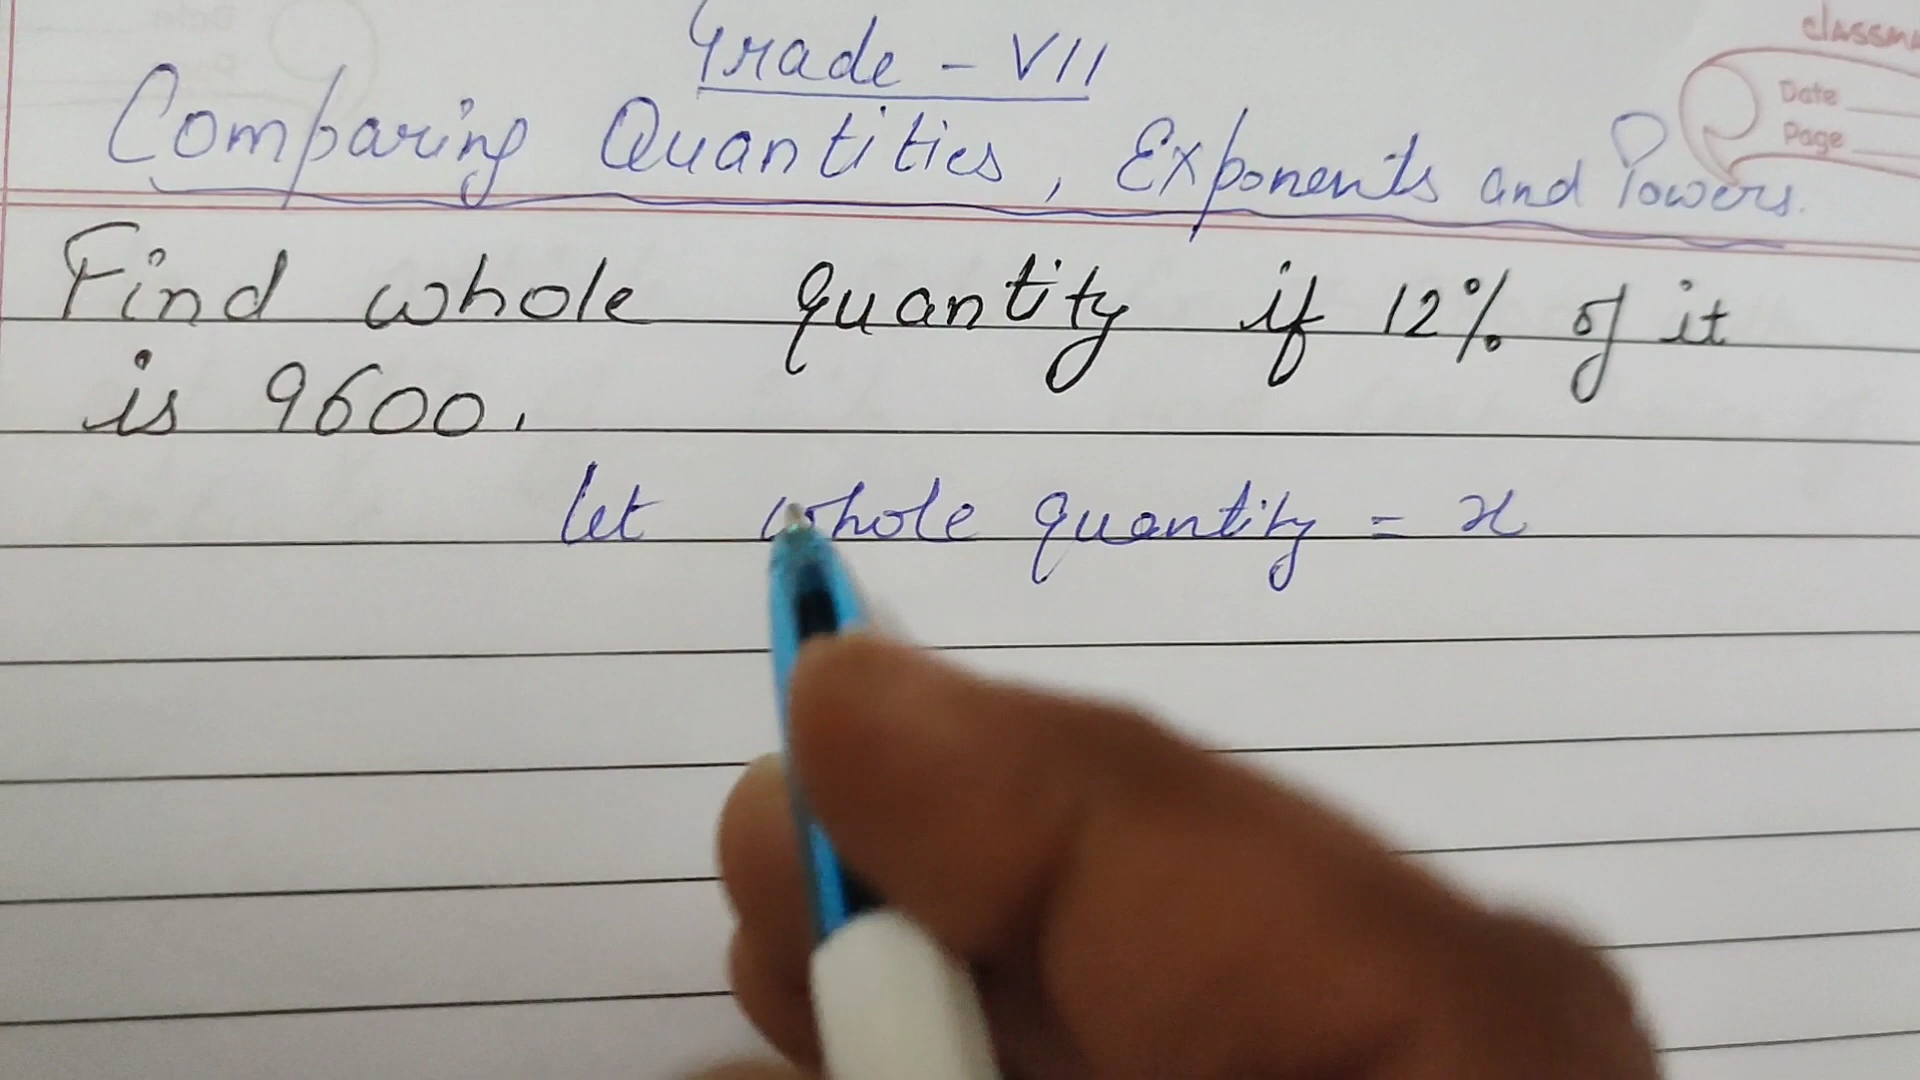 Grade - VII
Comparing Quantities, Exponents and Powers.
Date
Page
Find whole quantity if 12% of it
is 9600.
let whole quantity = x